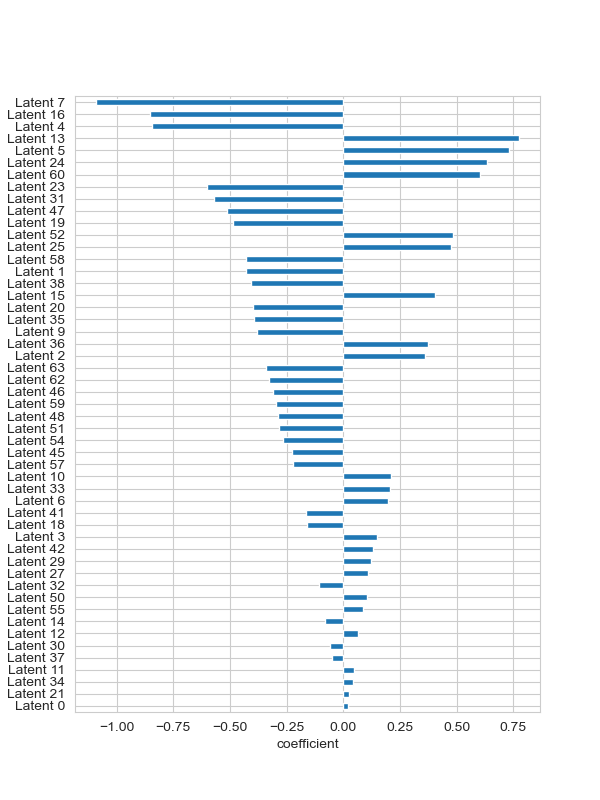 Latent 7
Latent 16
Latent 4
Latent 13
Latent 5
Latent 24
Latent 60
Latent 23
Latent 31
Latent 47
Latent 19
Latent 52
Latent 25
Latent 58
Latent 1
Latent 38
Latent 15
Latent 20
Latent 35
Latent 9
Latent 36
Latent 2
Latent 63
Latent 62
Latent 46
Latent 59
Latent 48
Latent 51
Latent 54
Latent 45
Latent 57
Latent 10
Latent 33
Latent 6
Latent 41
Latent 18
Latent 3
Latent 42
Latent 29
Latent 27
Latent 32
Latent 50
Latent 55
Latent 14
Latent 12
Latent 30
Latent 37
Latent 11
Latent 34
Latent 21
Latent 0
−1.00 −0.75 −0.50 −0.25 0.00 0.25 0.50 0.75
coefficient